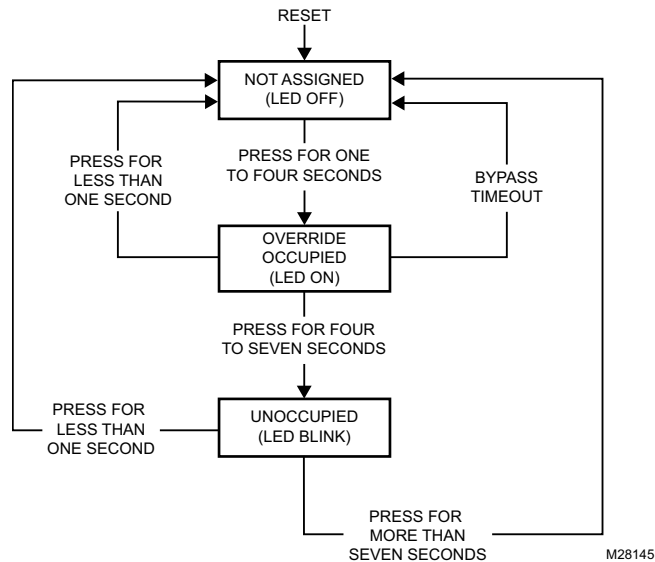 RESET
NOT ASSIGNED
(LED OFF)
PRESS FOR
LESS THAN
ONE SECOND
PRESS FOR ONE
TO FOUR SECONDS
BYPASS
TIMEOUT
OVERRIDE
OCCUPIED
(LED ON)
PRESS FOR FOUR
TO SEVEN SECONDS
PRESS FOR
LESS THAN
ONE SECOND
UNOCCUPIED
(LED BLINK)
PRESS FOR
MORE THAN
SEVEN SECONDS
M28145